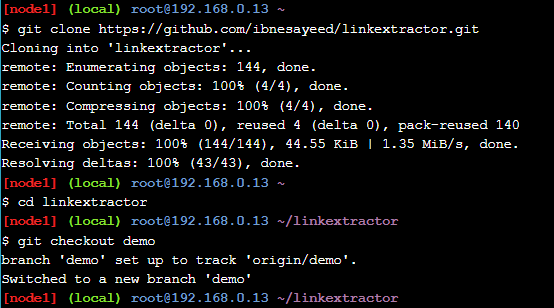 [node1] (local) root@192.168.0.13 ~
$ git clone https://github.com/ibnesayeed/linkextractor.git
Cloning into 'linkextractor'...
remote: Enumerating objects: 144, done.
remote: Counting objects: 100% (4/4), done.
remote: Compressing objects: 100% (4/4), done.
remote: Total 144 (delta 0), reused 4 (delta 0), pack-reused 140
Receiving objects: 100% (144/144), 44.55 KiB | 1.35 MiB/s, done.
Resolving deltas: 100% (43/43), done.
[node1] (local) root@192.168.0.13 ~
$ cd linkextractor
[node1] (local) root@192.168.0.13 ~/linkextractor
$ git checkout demo
branch 'demo' set up to track 'origin/demo'.
Switched to a new branch 'demo'
[node1] (local) root@192.168.0.13 ~/linkextractor